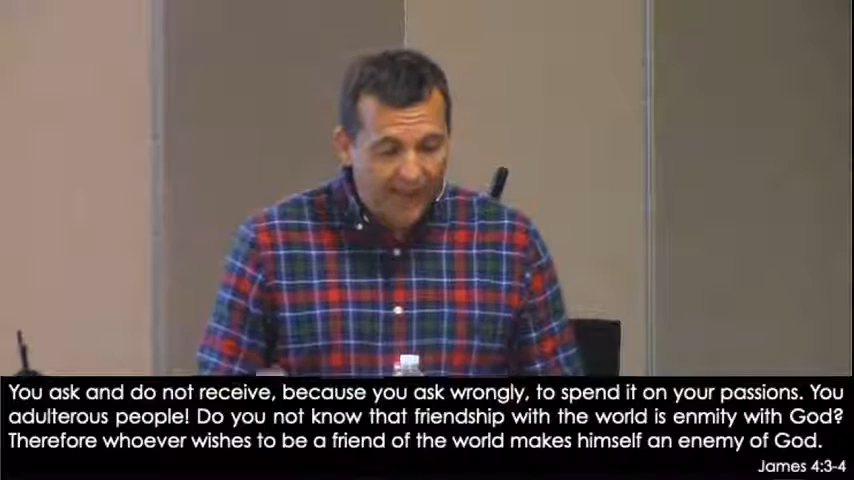 You ask and do not receive, because you ask wrongly, to spend it on your passions. You
adulterous people! Do you not know that friendship with the world is enmity with God?
Therefore whoever wishes to be a friend of the world makes himself an enemy of God.
James 4:3-4